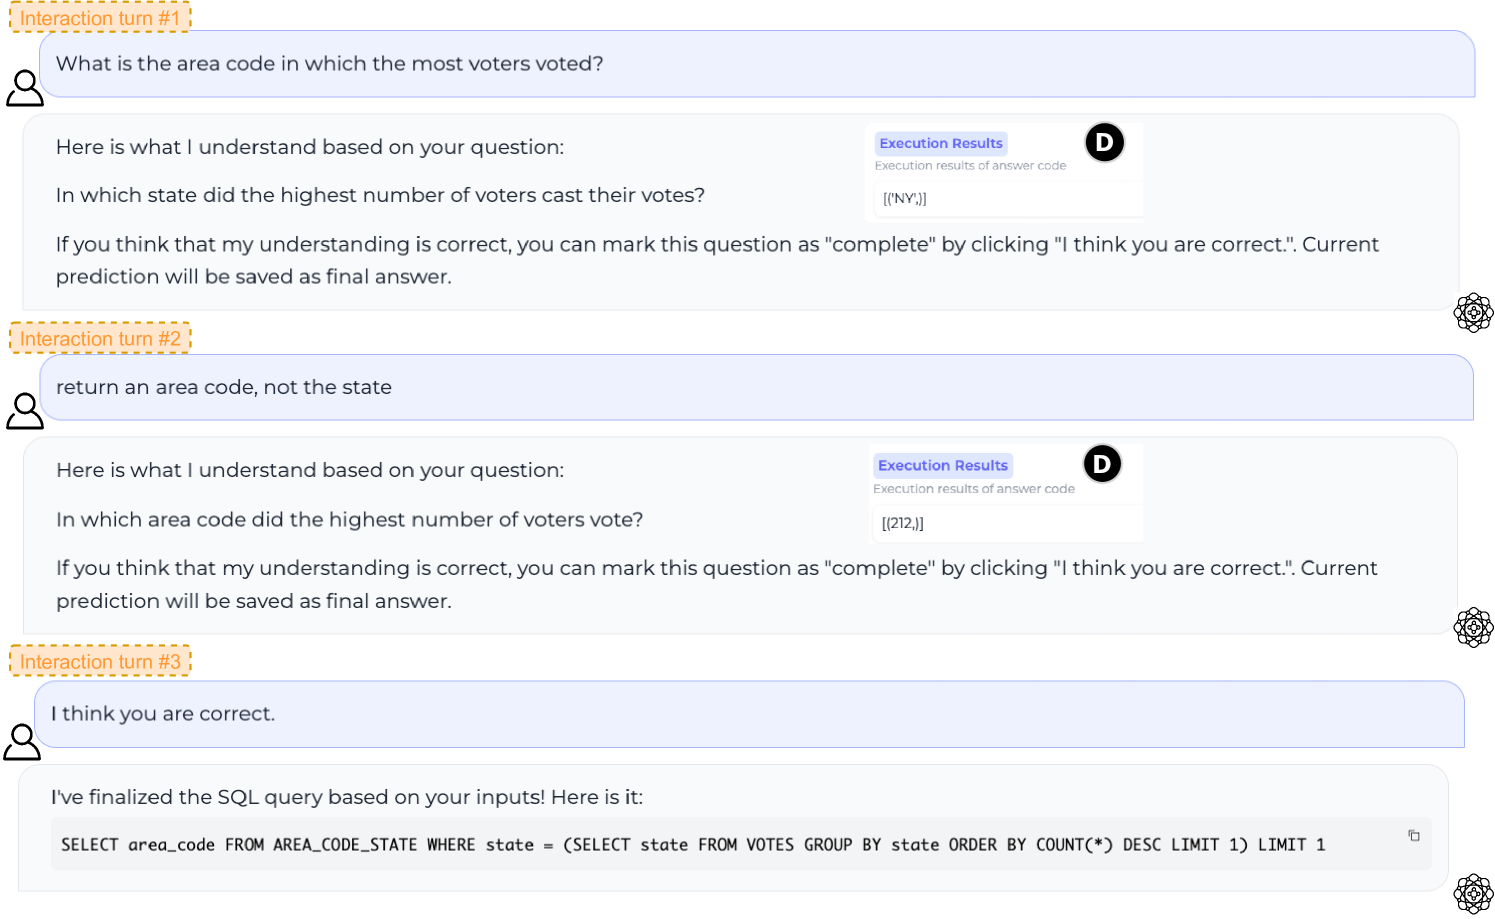 Interaction turn #1
What is the area code in which the most voters voted?
Here is what I understand based on your question:
Execution Results
D
Execution results of answer code
[('NY',)]
In which state did the highest number of voters cast their votes?
If you think that my understanding is correct, you can mark this question as "complete" by clicking "I think you are correct.". Current
prediction will be saved as final answer.
Interaction turn #2
return an area code, not the state
Here is what I understand based on your question:
Execution Results
D
Execution results of answer code
[(212,)]
In which area code did the highest number of voters vote?
If you think that my understanding is correct, you can mark this question as "complete" by clicking "I think you are correct.". Current
prediction will be saved as final answer.
Interaction turn #3
I think you are correct.
I've finalized the SQL query based on your inputs! Here is it:
SELECT area_code FROM AREA_CODE_STATE WHERE state = (SELECT state FROM VOTES GROUP BY state ORDER BY COUNT(*) DESC LIMIT 1) LIMIT 1